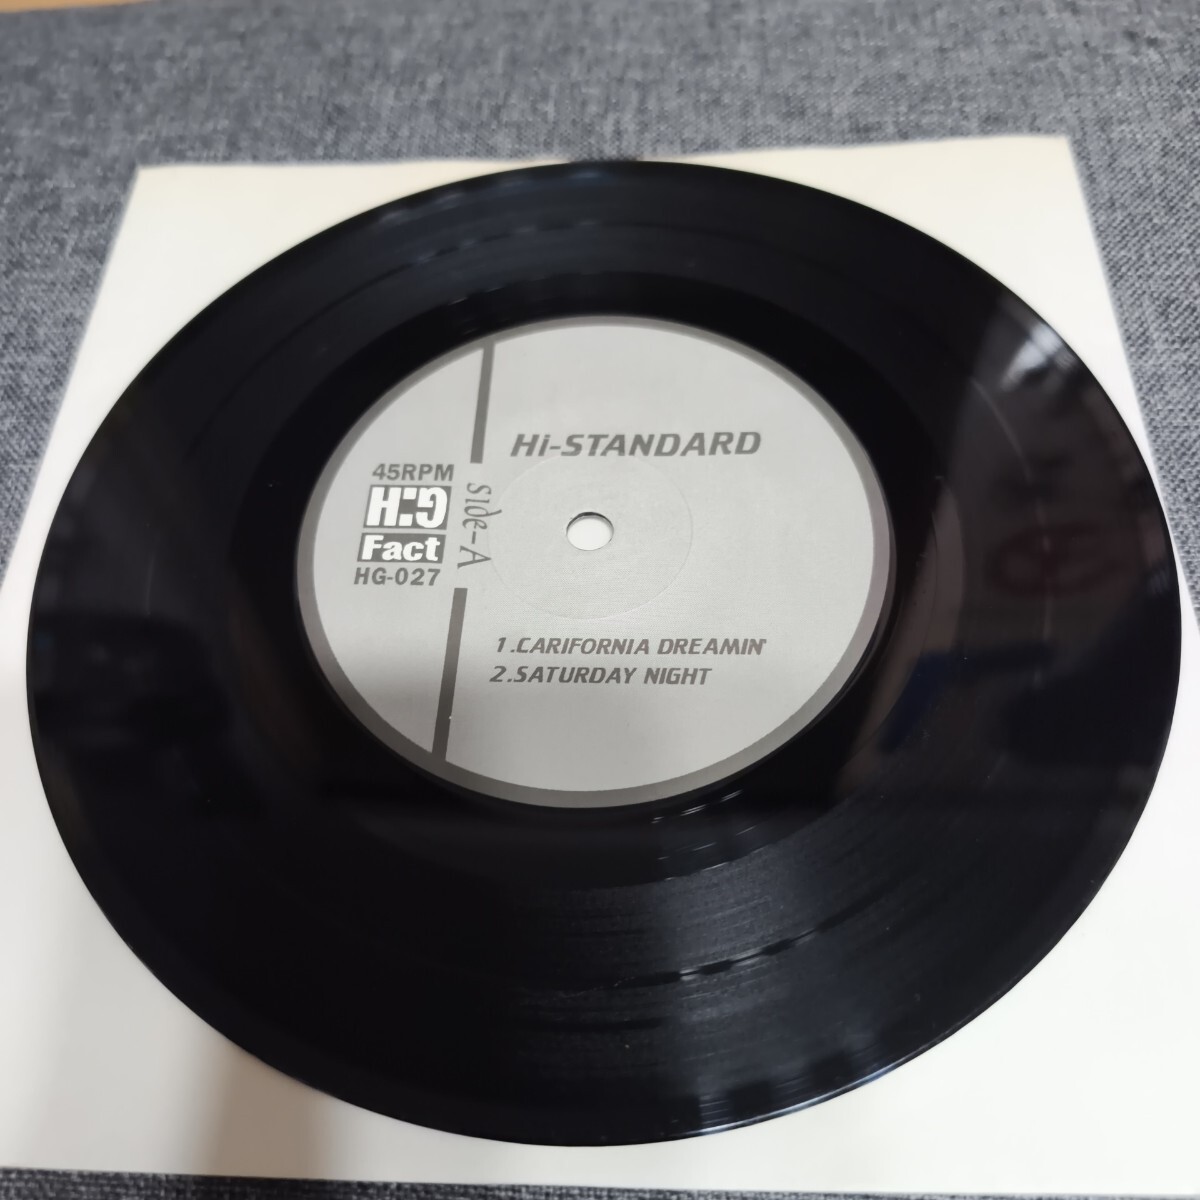 Hi-STANDARD
45RPM
H:G
Fact
HG-027
side-A
1.CARIFORNIA DREAMIN'
2.SATURDAY NIGHT